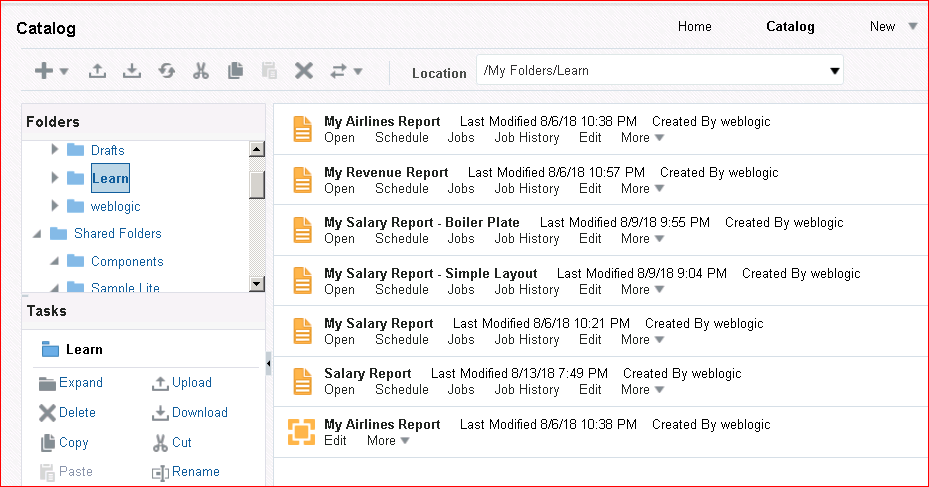 Catalog
Home Catalog New
Location /My Folders/Learn
Folders
Drafts
Learn
weblogic
Shared Folders
Components
Sample Lite
Tasks
Learn
Expand Upload
Delete Download
Copy Cut
Paste Rename
My Airlines Report Last Modified 8/6/18 10:38 PM Created By weblogic
Open Schedule Jobs Job History Edit More
My Revenue Report Last Modified 8/6/18 10:57 PM Created By weblogic
Open Schedule Jobs Job History Edit More
My Salary Report - Boiler Plate Last Modified 8/9/18 9:55 PM Created By weblogic
Open Schedule Jobs Job History Edit More
My Salary Report - Simple Layout Last Modified 8/9/18 9:04 PM Created By weblogic
Open Schedule Jobs Job History Edit More
My Salary Report Last Modified 8/6/18 10:21 PM Created By weblogic
Open Schedule Jobs Job History Edit More
Salary Report Last Modified 8/13/18 7:49 PM Created By weblogic
Open Schedule Jobs Job History Edit More
My Airlines Report Last Modified 8/6/18 10:38 PM Created By weblogic
Edit More